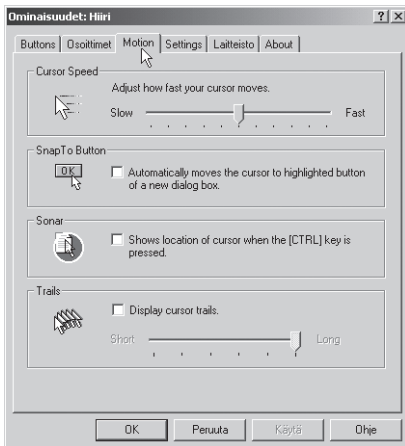 Ominaisuudet: Hiiri
Buttons Osoittimet Motion Settings Laitteisto About
Cursor Speed
Adjust how fast your cursor moves.
Slow Fast
SnapTo Button
OK
Automatically moves the cursor to highlighted button
of a new dialog box.
Sonar
Shows location of cursor when the [CTRL] key is
pressed.
Trails
Display cursor trails.
Short Long
OK Peruuta Käytä Ohje